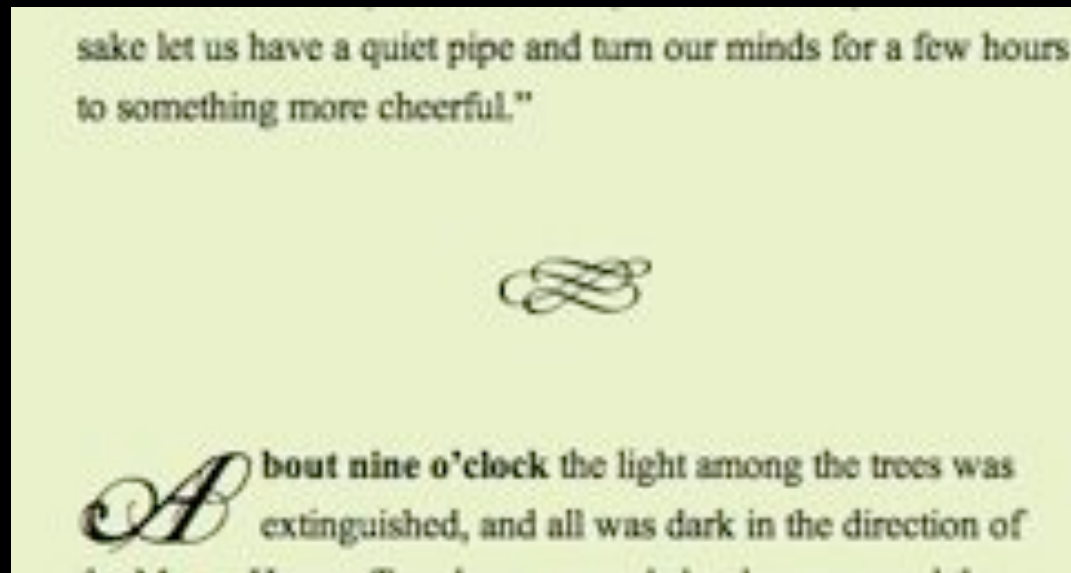 sake let us have a quiet pipe and turn our minds for a few hours
to something more cheerful.”
About nine o’clock the light among the trees was
extinguished, and all was dark in the direction of